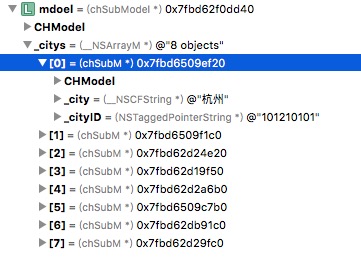 L mdoel = (chSubModel *) 0x7fbd62f0dd40
CHModel
_citys = (__NSArrayM *) @"8 objects"
[0] = (chSubM *) 0x7fbd6509ef20
CHModel
_city = (__NSCFString *) @"杭州"
_cityID = (NSTaggedPointerString *) @"101210101"
[1] = (chSubM *) 0x7fbd6509f1c0
[2] = (chSubM *) 0x7fbd62d24e20
[3] = (chSubM *) 0x7fbd62d19f50
[4] = (chSubM *) 0x7fbd62d2a6b0
[5] = (chSubM *) 0x7fbd6509c7b0
[6] = (chSubM *) 0x7fbd62db91c0
[7] = (chSubM *) 0x7fbd62d29fc0